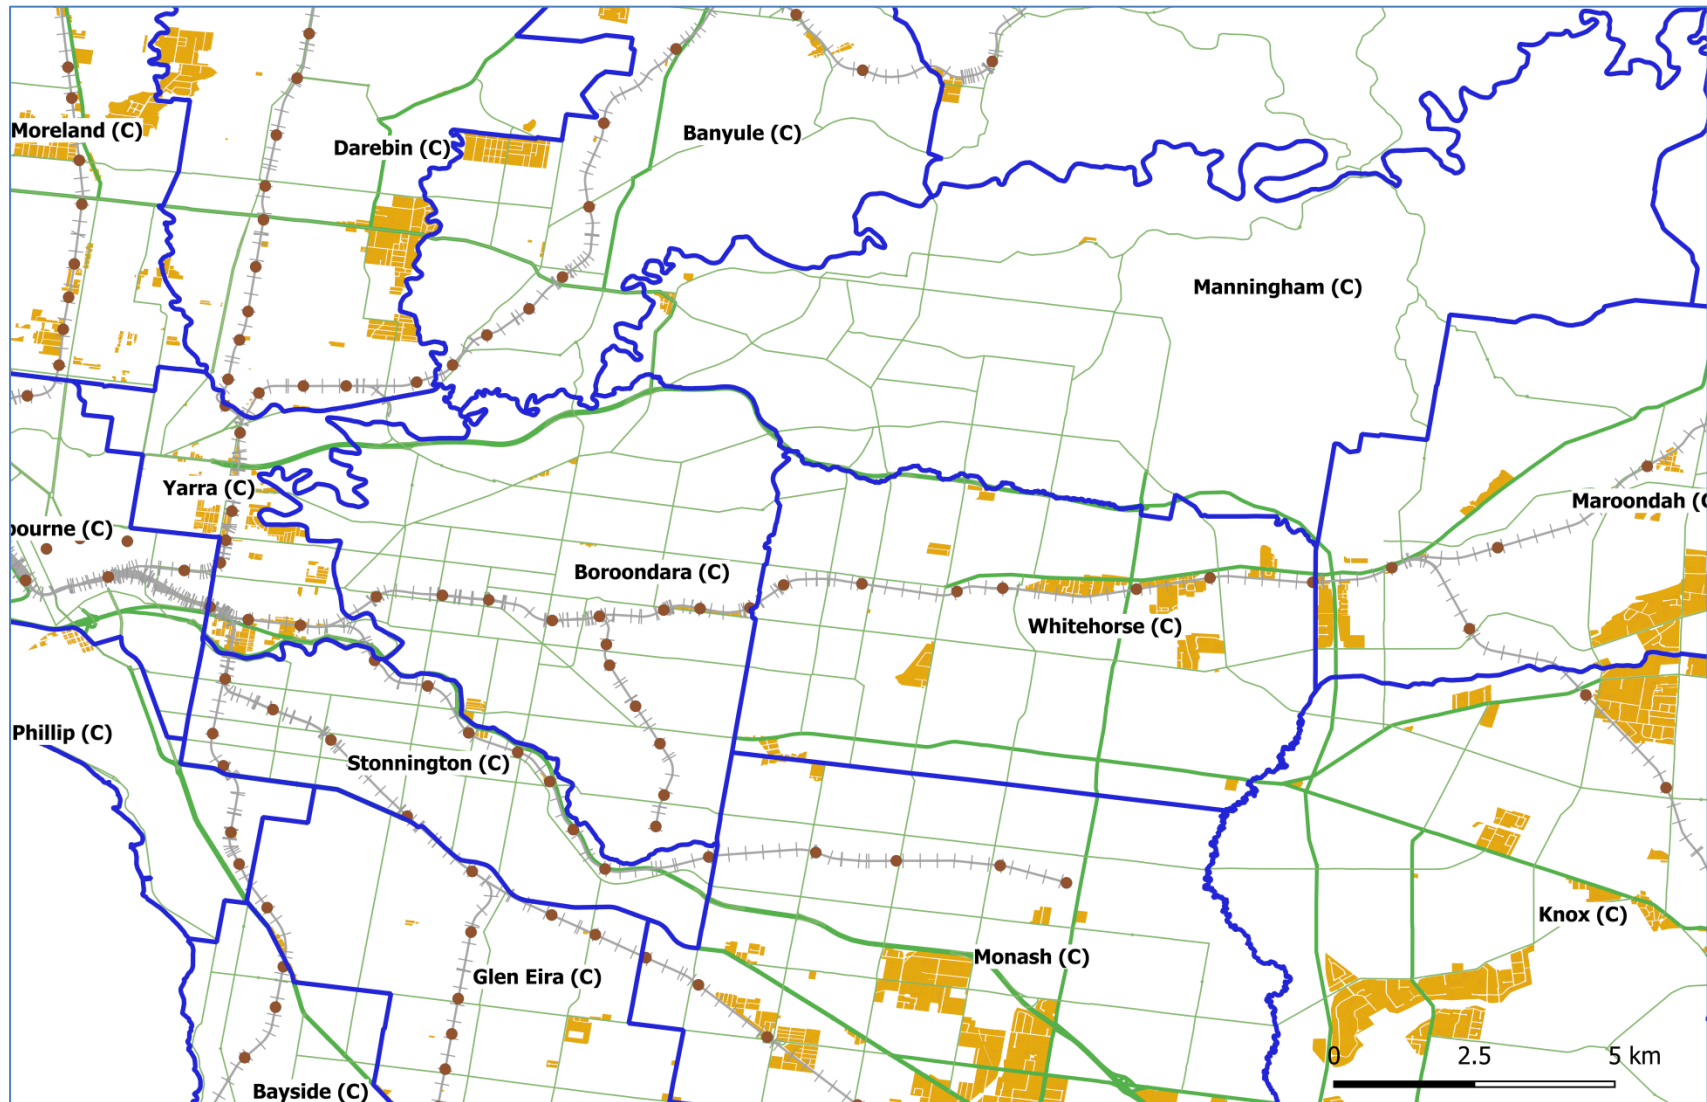 Moreland (C)
Darebin (C)
Banyule (C)
Manningham (C)
Yarra (C)
Maroondah (C
bourne (C)
Boroondara (C)
Whitehorse (C)
Phillip (C)
Stonnington (C)
Knox (C)
Monash (C)
Glen Eira (C)
0 2.5 5 km
Bayside (C)